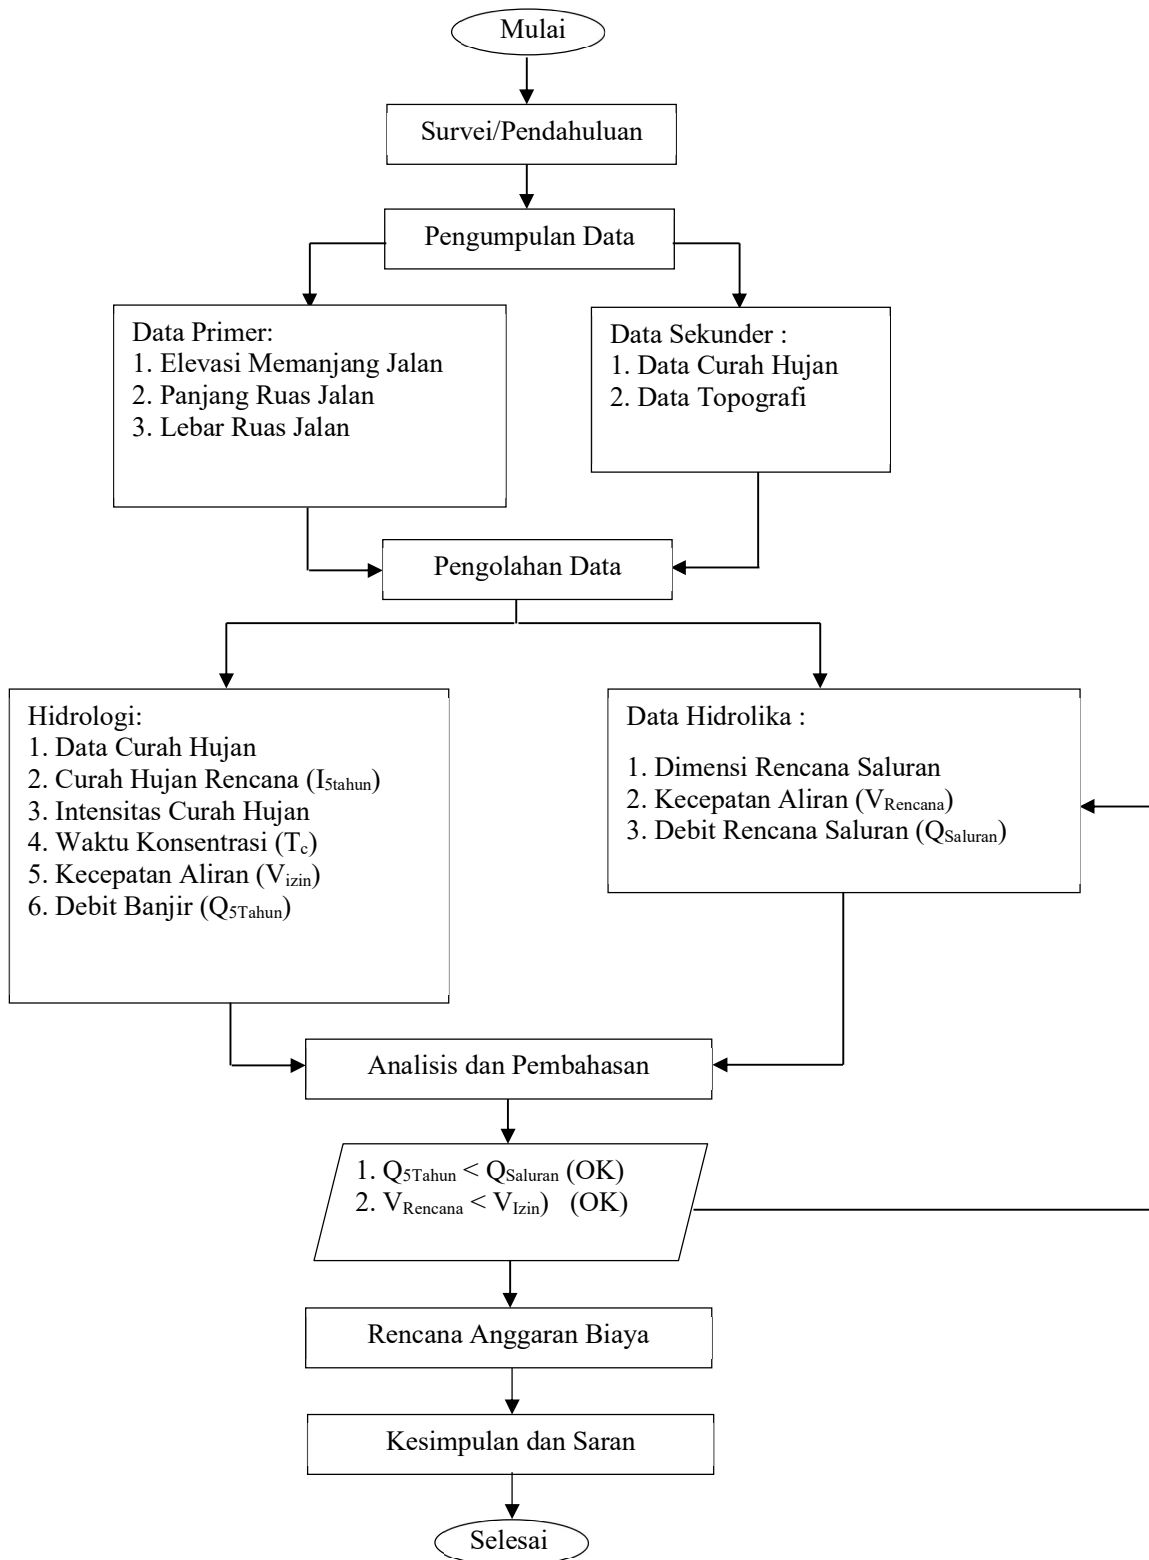 Mulai
Survei/Pendahuluan
Pengumpulan Data
Data Primer:
1. Elevasi Memanjang Jalan
2. Panjang Ruas Jalan
3. Lebar Ruas Jalan
Data Sekunder :
1. Data Curah Hujan
2. Data Topografi
Pengolahan Data
Hidrologi:
1. Data Curah Hujan
2. Curah Hujan Rencana (I5tahun)
3. Intensitas Curah Hujan
4. Waktu Konsentrasi (Tc)
5. Kecepatan Aliran (Vizin)
6. Debit Banjir (Q5Tahun)
Data Hidrolika :
1. Dimensi Rencana Saluran
2. Kecepatan Aliran (VRencana)
3. Debit Rencana Saluran (QSaluran)
Analisis dan Pembahasan
1. Q5Tahun < QSaluran (OK)
2. VRencana < VIzin) (OK)
Rencana Anggaran Biaya
Kesimpulan dan Saran
Selesai